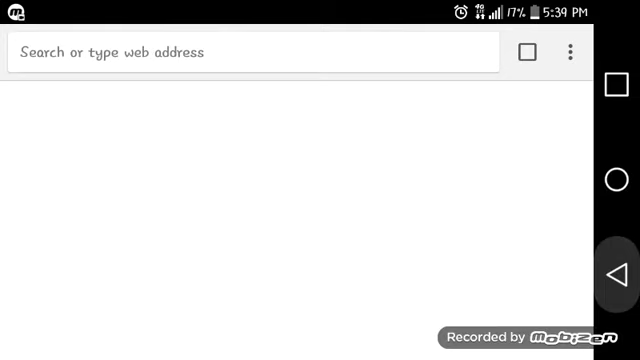 17% 5:39 PM
Search or type web address
Recorded by Mobizen